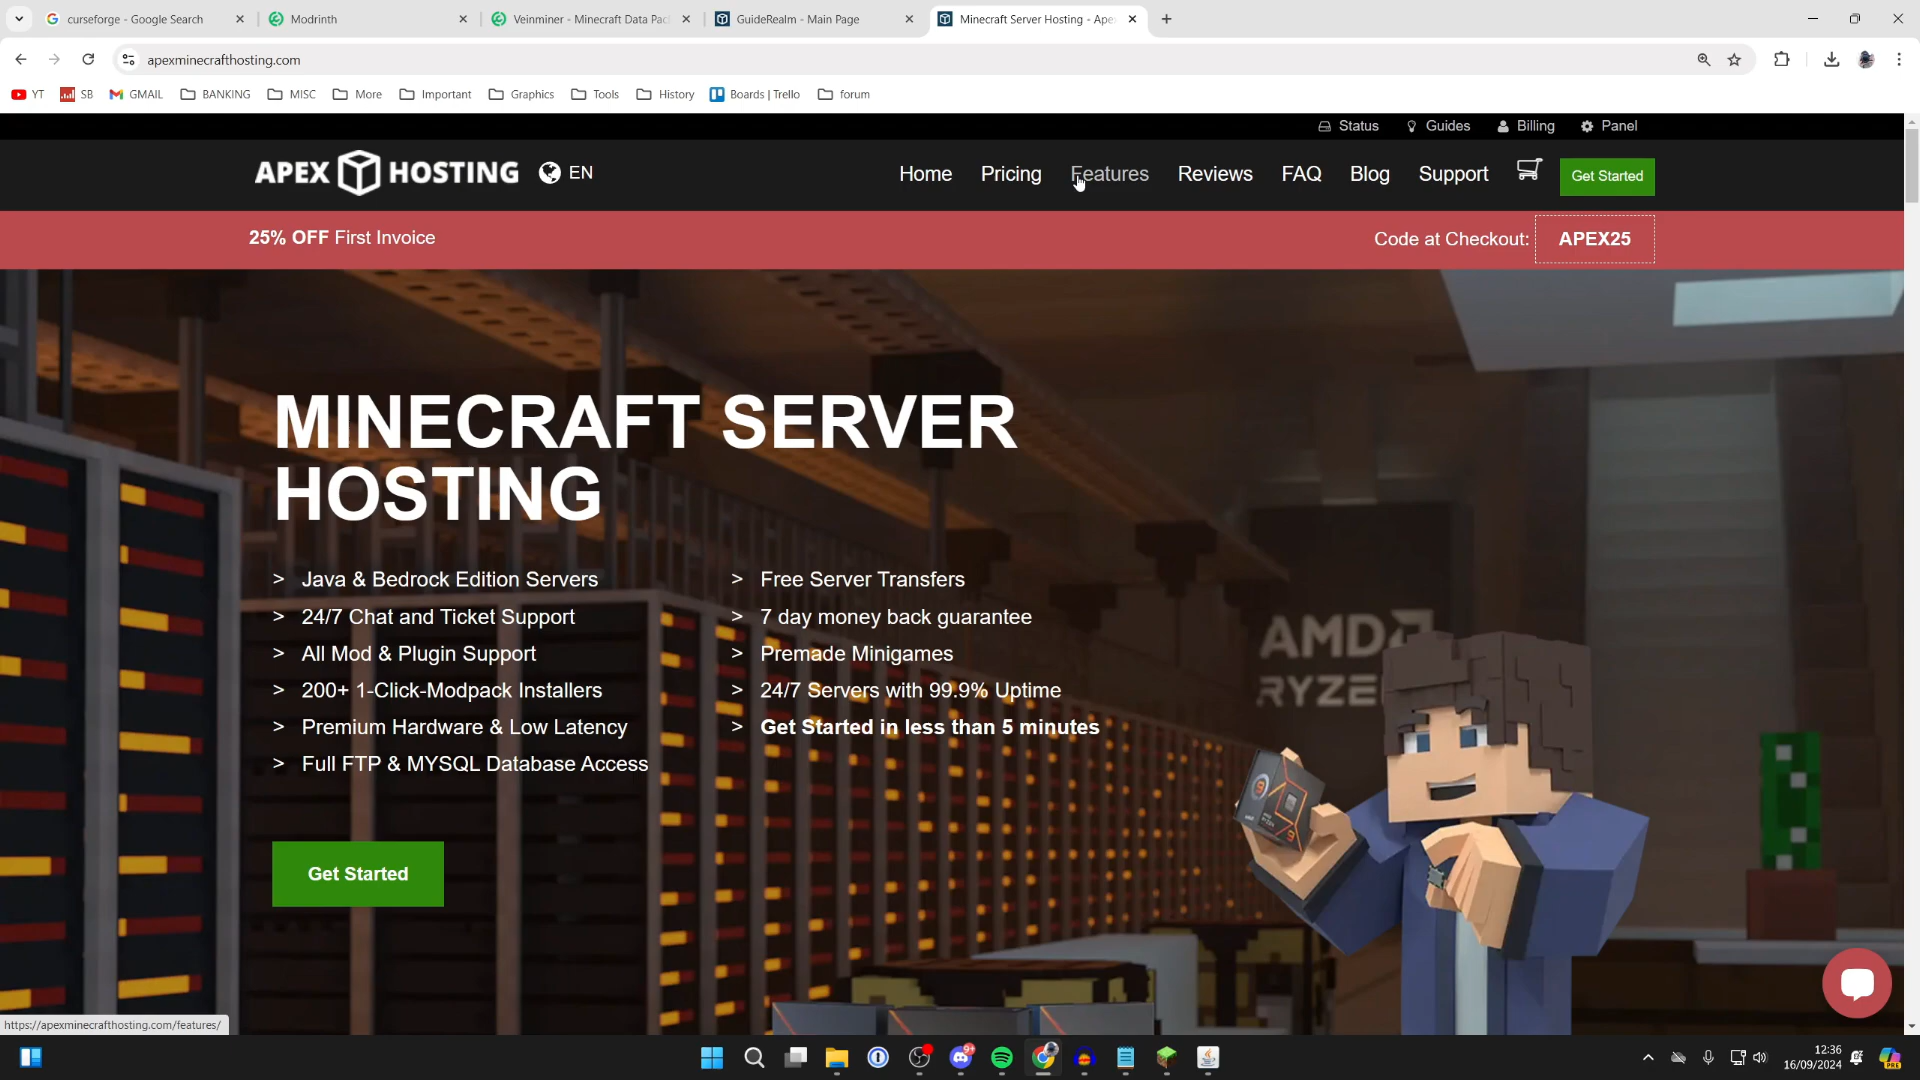 curseforge - Google Search
Modrinth
Veinminer - Minecraft Data Pac
GuideRealm - Main Page
Minecraft Server Hosting - Apex
apexminecrafthosting.com
YT
SB
GMAIL
BANKING
MISC
More
Important
Graphics
Tools
History
Boards | Trello
forum
Status
Guides
Billing
Panel
APEX HOSTING
EN
Home
Pricing
Features
Reviews
FAQ
Blog
Support
Get Started
25% OFF First Invoice
Code at Checkout: APEX25
MINECRAFT SERVER
HOSTING
> Java & Bedrock Edition Servers
> 24/7 Chat and Ticket Support
> All Mod & Plugin Support
> 200+ 1-Click-Modpack Installers
> Premium Hardware & Low Latency
> Full FTP & MYSQL Database Access
> Free Server Transfers
> 7 day money back guarantee
> Premade Minigames
> 24/7 Servers with 99.9% Uptime
> Get Started in less than 5 minutes
AMD
RYZE
Get Started
https://apexminecrafthosting.com/features/
9+
12:36
16/09/2024
PRE